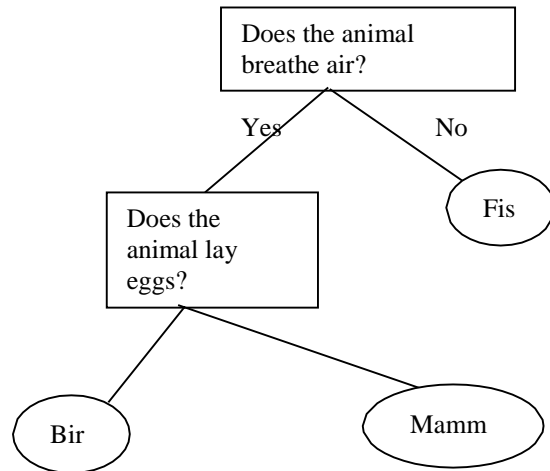 Does the animal
breathe air?
Yes
No
Fis
Does the
animal lay
eggs?
Bir
Mamm